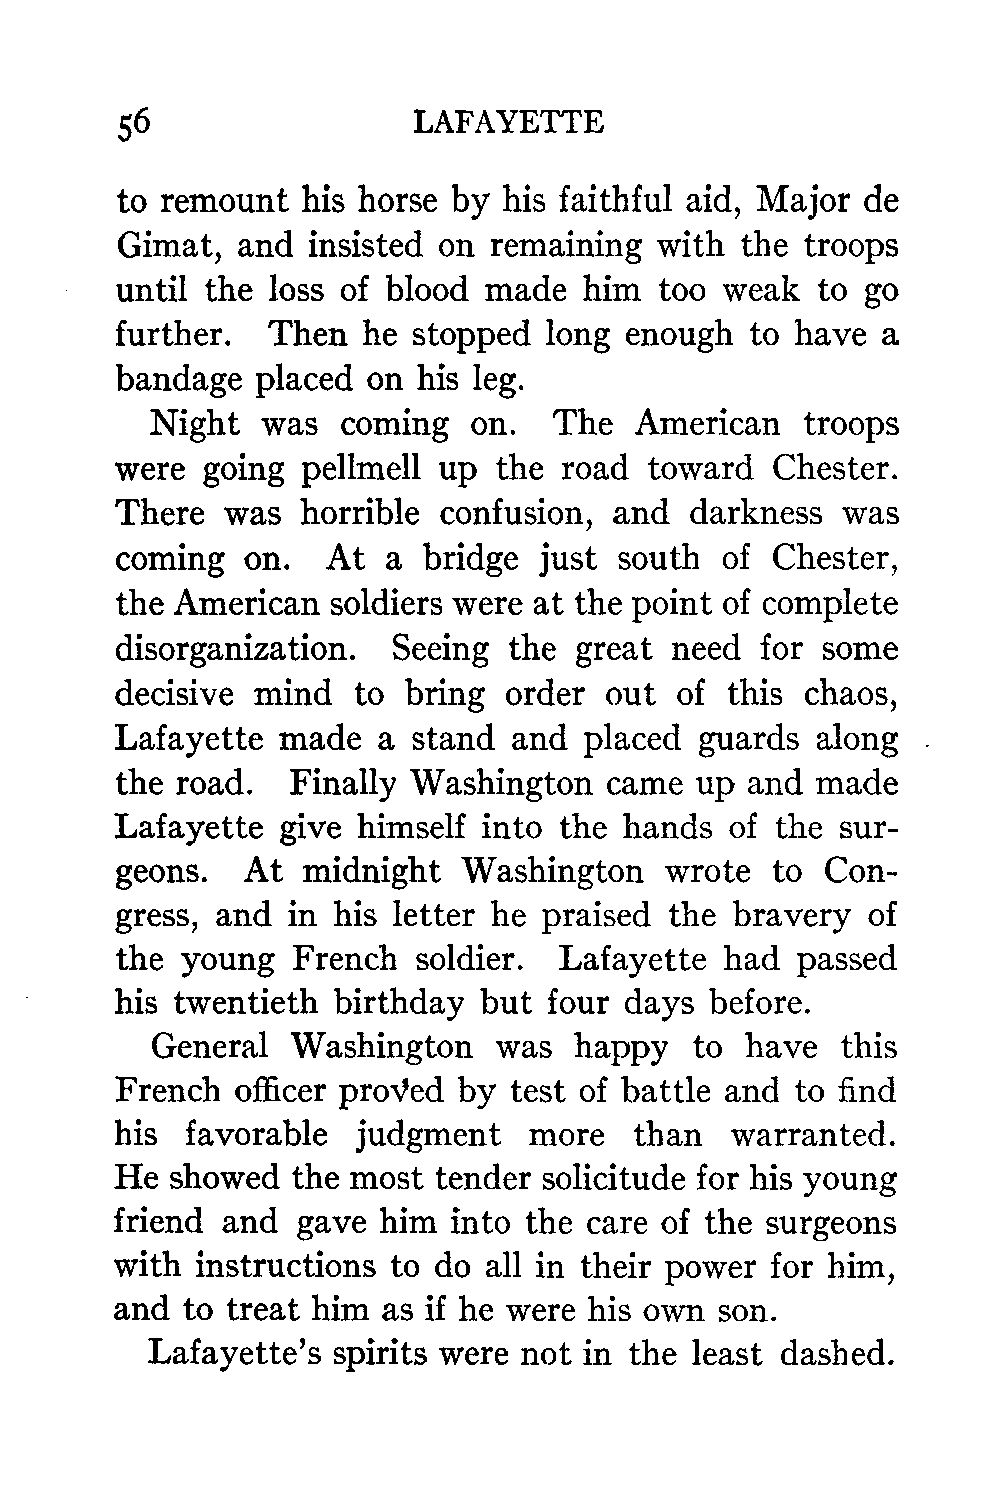 56 LAFAYETTE
to remount his horse by his faithful aid, Major de
Gimat, and insisted on remaining with the troops
until the loss of blood made him too weak to go
further. Then he stopped long enough to have a
bandage placed on his leg.
Night was coming on. The American troops
were going pellmell up the road toward Chester.
There was horrible confusion, and darkness was
coming on. At a bridge just south of Chester,
the American soldiers were at the point of complete
disorganization. Seeing the great need for some
decisive mind to bring order out of this chaos,
Lafayette made a stand and placed guards along
the road. Finally Washington came up and made
Lafayette give himself into the hands of the sur-
geons. At midnight Washington wrote to Con-
gress, and in his letter he praised the bravery of
the young French soldier. Lafayette had passed
his twentieth birthday but four days before.
General Washington was happy to have this
French officer proved by test of battle and to find
his favorable judgment more than warranted.
He showed the most tender solicitude for his young
friend and gave him into the care of the surgeons
with instructions to do all in their power for him,
and to treat him as if he were his own son.
Lafayette's spirits were not in the least dashed.